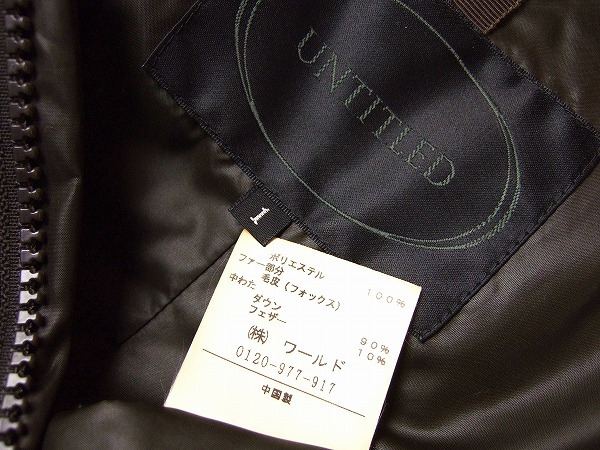 UNTITLED
1
ポリエステル 100%
ファー部分
毛皮(フォックス)
中わた
ダウン 90%
フェザー 10%
(株) ワールド
0120-977-917
中国製